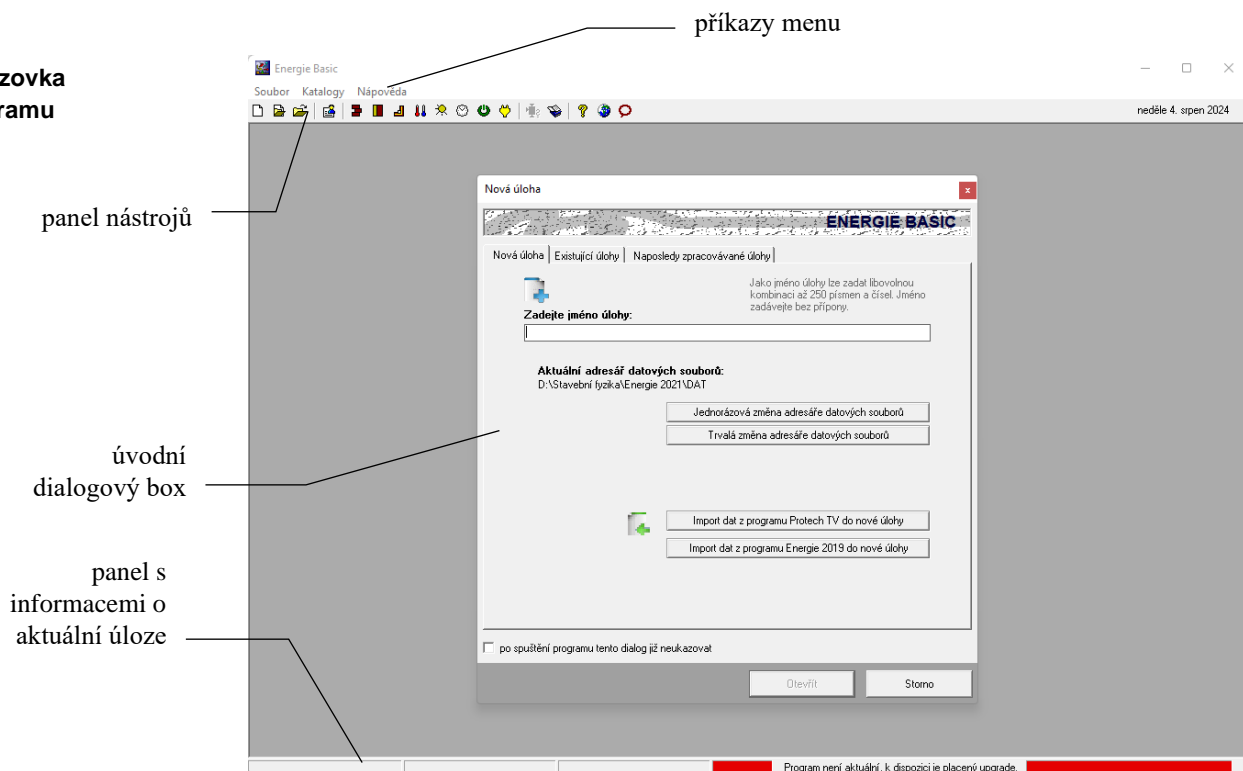 příkazy menu
zovka
ramu
Energie Basic
Soubor Katalogy Nápověda
neděle 4. srpen 2024
panel nástrojů
Nová úloha
ENERGIE BASIC
Nová úloha Existující úlohy Naposledy zpracovávané úlohy
Jako jméno úlohy lze zadat libovolnou
kombinaci až 250 písmen a čísel. Jméno
zadávejte bez přípony.
Zadejte jméno úlohy:
Aktuální adresář datových souborů:
D:\Stavební fyzika\Energie 2021\DAT
Jednorázová změna adresáře datových souborů
Trvalá změna adresáře datových souborů
úvodní
dialogový box
Import dat z programu Protech TV do nové úlohy
Import dat z programu Energie 2019 do nové úlohy
panel s
informacemi o
aktuální úloze
po spuštění programu tento dialog již neukazovat
Otevřít
Storno
Program není aktuální, k dispozici je placený upgrade.